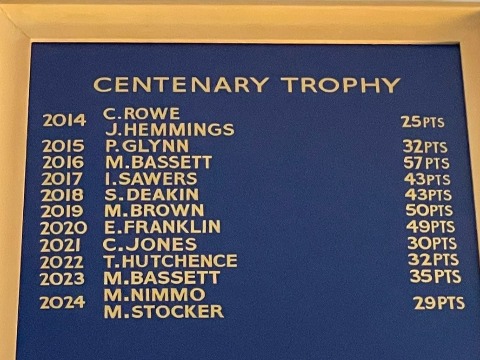 CENTENARY TROPHY
2014 C.ROWE
J.HEMMINGS 25PTS
2015 P.GLYNN 32PTS
2016 M.BASSETT 57PTS
2017 I.SAWERS 43PTS
2018 S.DEAKIN 43PTS
2019 M.BROWN 50PTS
2020 E.FRANKLIN 49PTS
2021 C.JONES 30PTS
2022 T.HUTCHENCE 32PTS
2023 M.BASSETT 35PTS
2024 M.NIMMO
M.STOCKER 29PTS